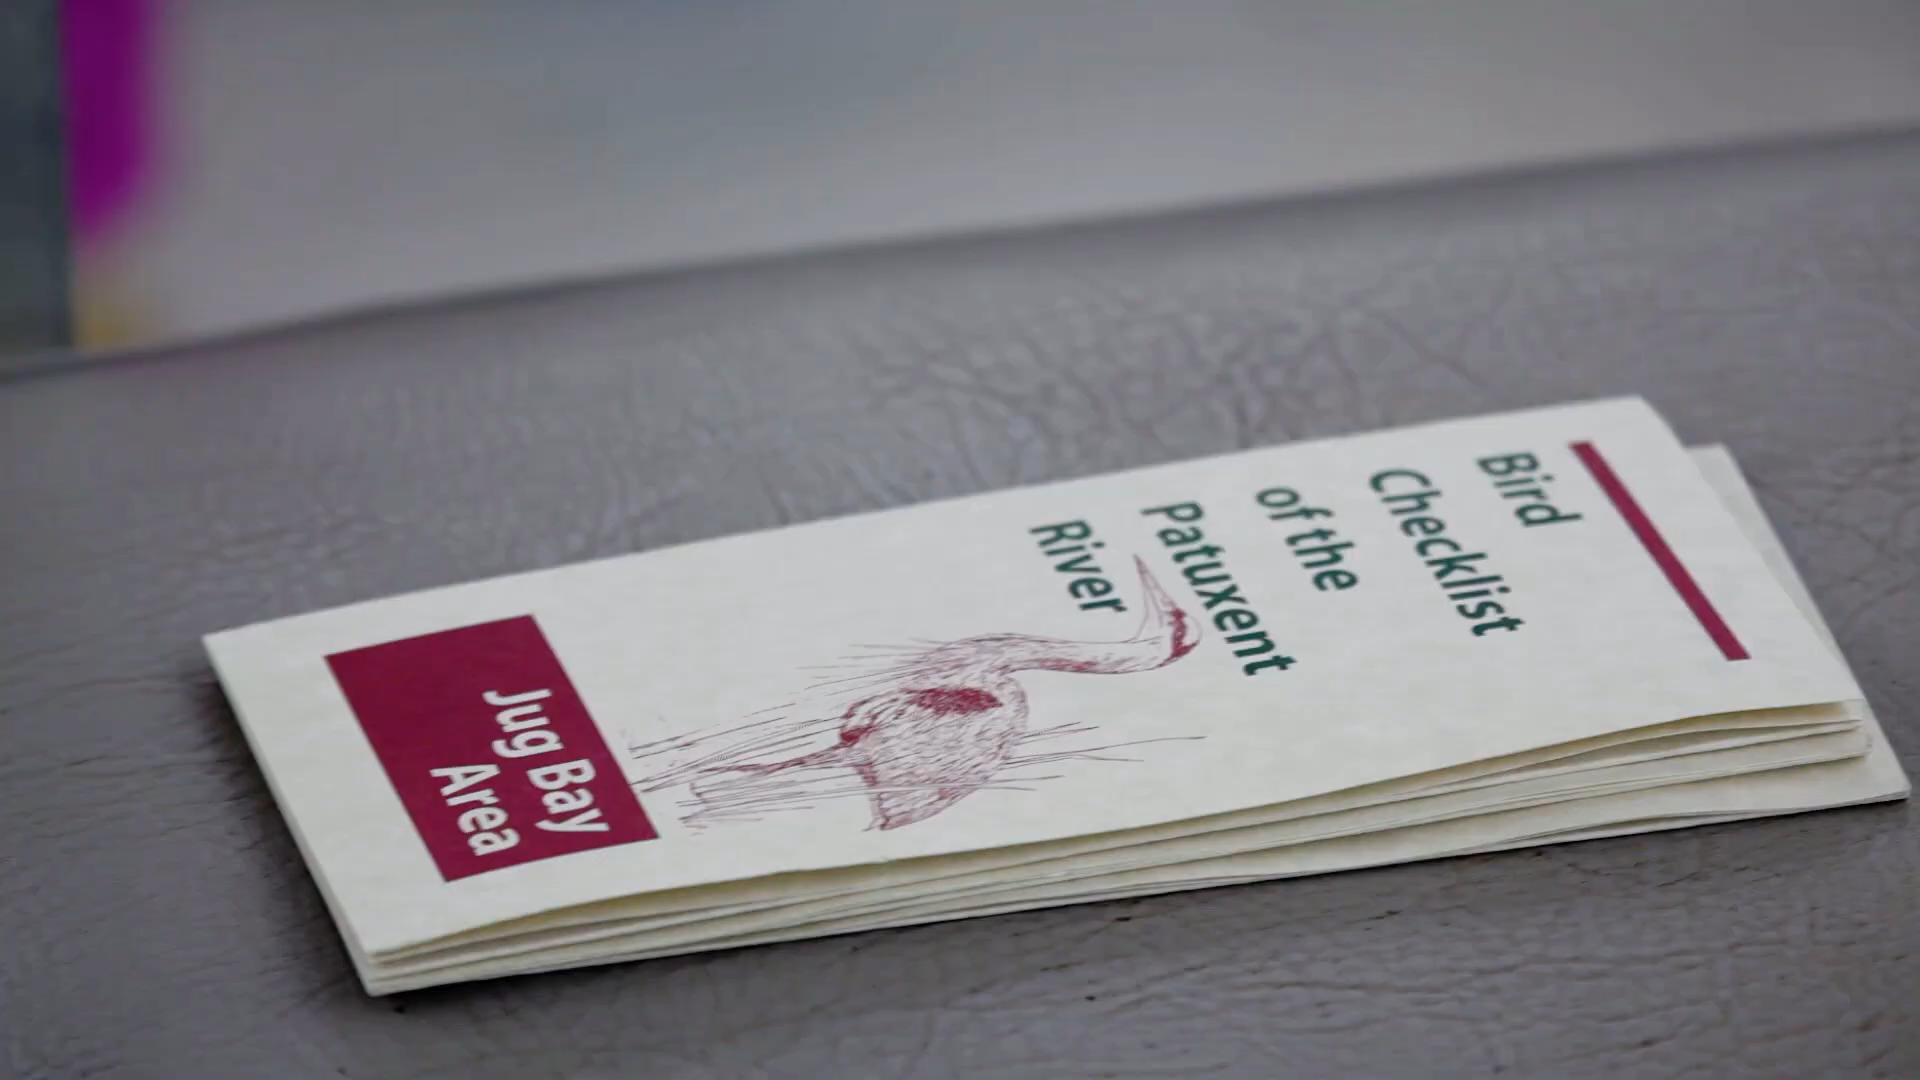 Bird
Checklist
of the
Patuxent
River
Jug Bay
Area